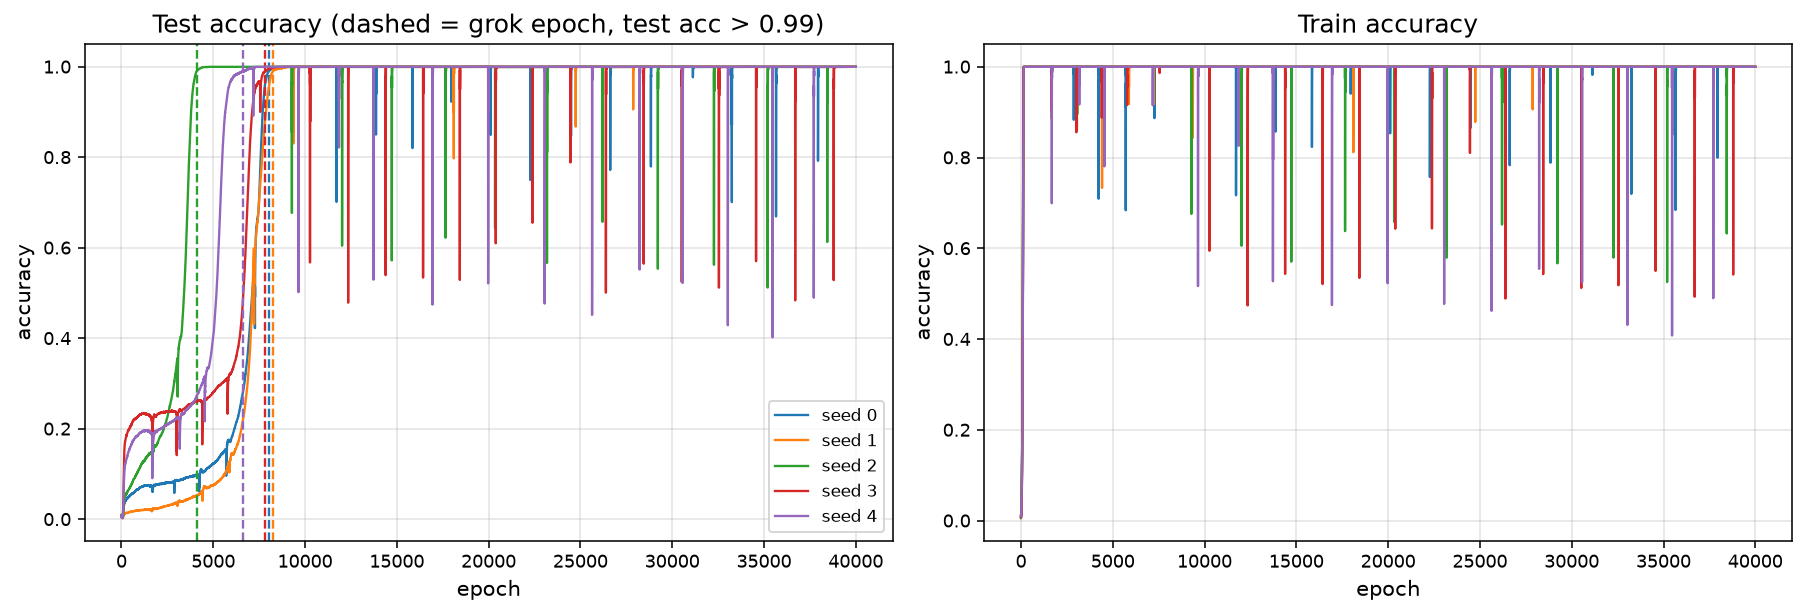 Test accuracy (dashed = grok epoch, test acc > 0.99)
accuracy
1.0
0.8
0.6
0.4
0.2
0.0
0 5000 10000 15000 20000 25000 30000 35000 40000
epoch
seed 0
seed 1
seed 2
seed 3
seed 4
Train accuracy
accuracy
1.0
0.8
0.6
0.4
0.2
0.0
0 5000 10000 15000 20000 25000 30000 35000 40000
epoch